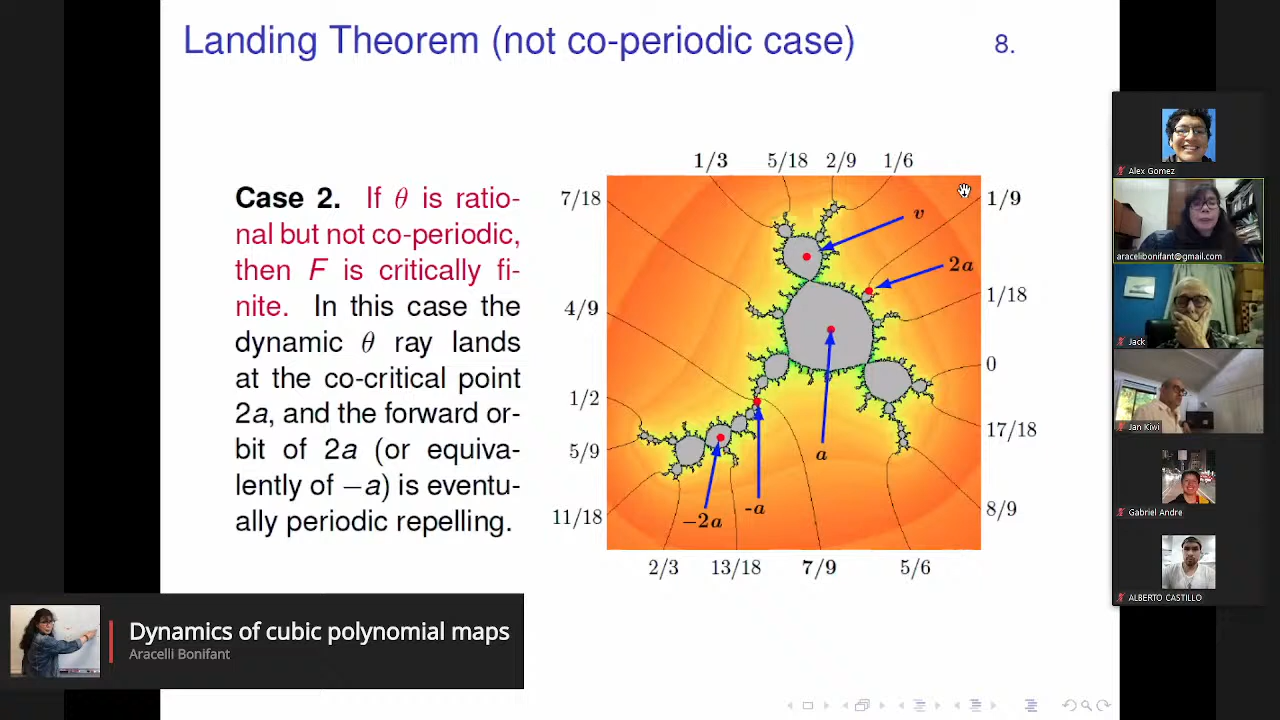 Landing Theorem (not co-periodic case)
8.
Case 2. If θ is ratio-
nal but not co-periodic,
then F is critically fi-
nite. In this case the
dynamic θ ray lands
at the co-critical point
2a, and the forward or-
bit of 2a (or equiva-
lently of −a) is eventu-
ally periodic repelling.
1/3 5/18 2/9 1/6
7/18
1/9
v
2a
4/9
1/18
0
1/2
17/18
5/9
a
11/18
−2a
-a
8/9
2/3 13/18 7/9 5/6
Alex Gomez
aracelibonifant@gmail.com
Jack
Jan Kiwi
Gabriel Andre
ALBERTO CASTILLO
Dynamics of cubic polynomial maps
Aracelli Bonifant